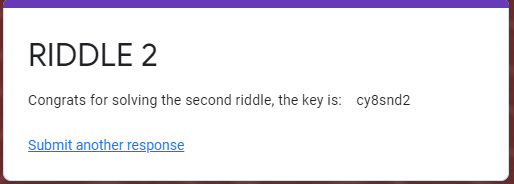 RIDDLE 2
Congrats for solving the second riddle, the key is: cy8snd2
Submit another response